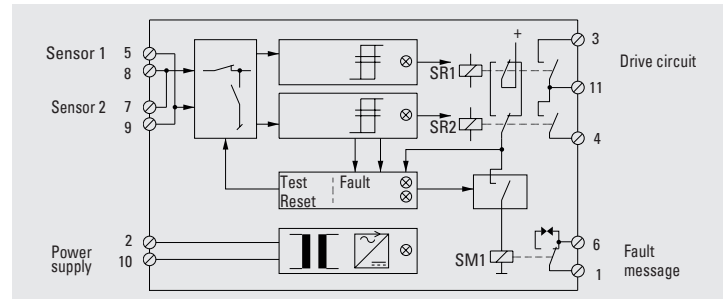 Sensor 1
5
8
Sensor 2
7
9
SR1
SR2
+
3
11
4
Drive circuit
Test
Reset
Fault
Power
supply
2
10
SM1
6
1
Fault
message